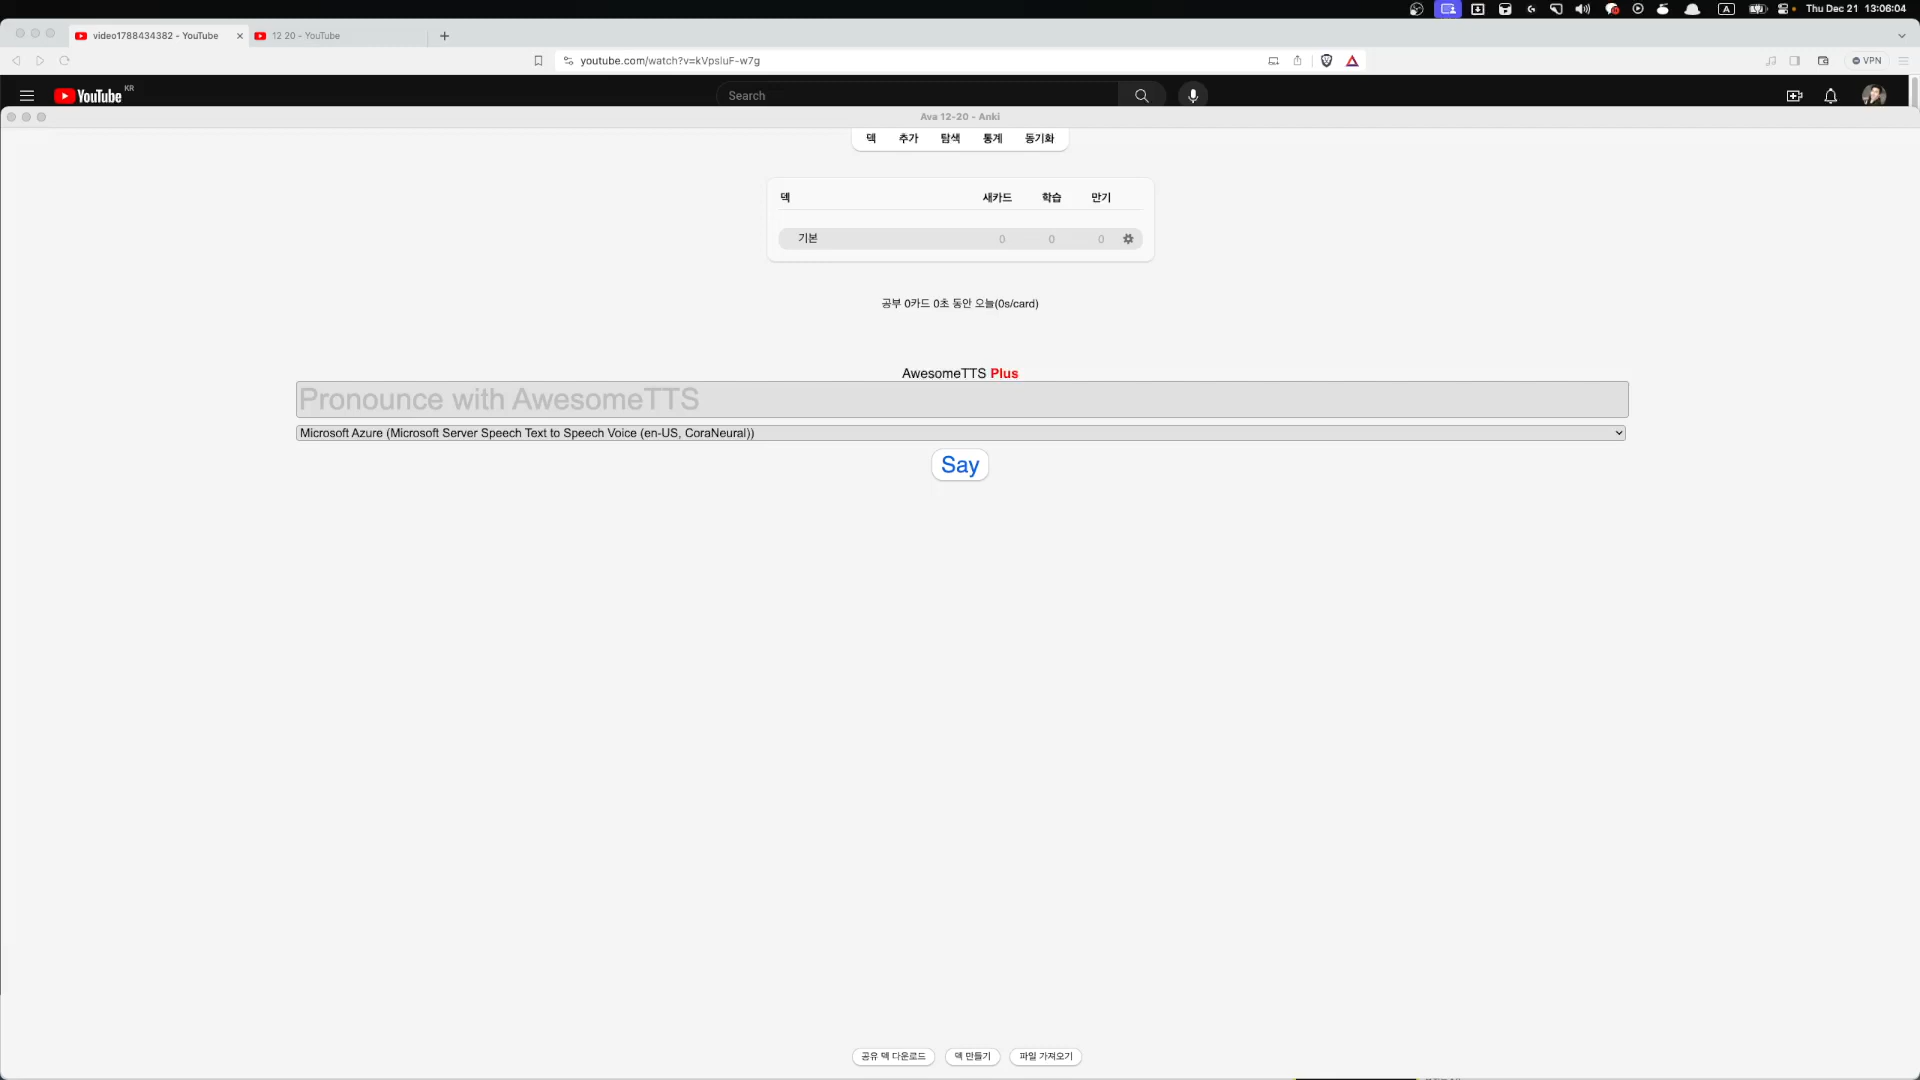 Thu Dec 21 13:06:04
video1788434382 - YouTube
12 20 - YouTube
youtube.com/watch?v=kVpsluF-w7g
VPN
YouTube KR
Search
Ava 12-20 - Anki
덱 추가 탐색 통계 동기화
덱 새카드 학습 만기
기본 0 0 0
공부 0카드 0초 동안 오늘(0s/card)
AwesomeTTS Plus
Pronounce with AwesomeTTS
Microsoft Azure (Microsoft Server Speech Text to Speech Voice (en-US, CoraNeural))
Say
공유 덱 다운로드 덱 만들기 파일 가져오기